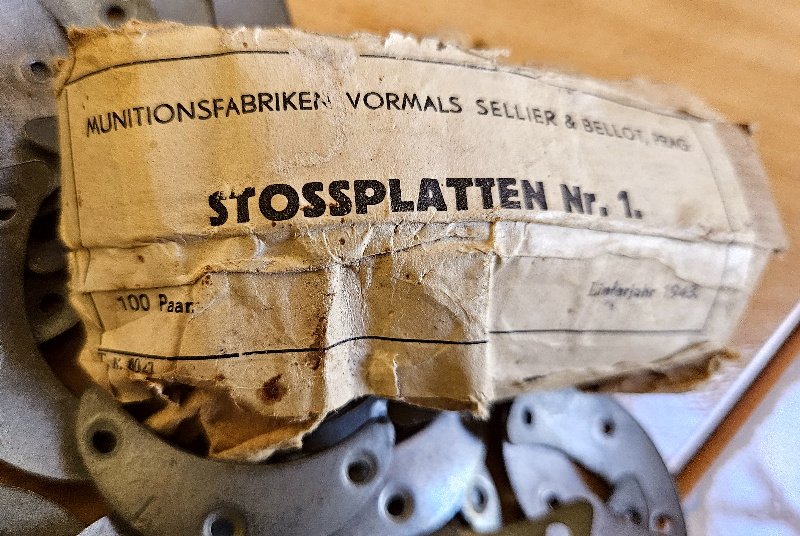 MUNITIONSFABRIKEN VORMALS SELLIER & BELLOT, PRAG
STOSSPLATTEN Nr. 1.
100 Paar
Lieferjahr 1943.